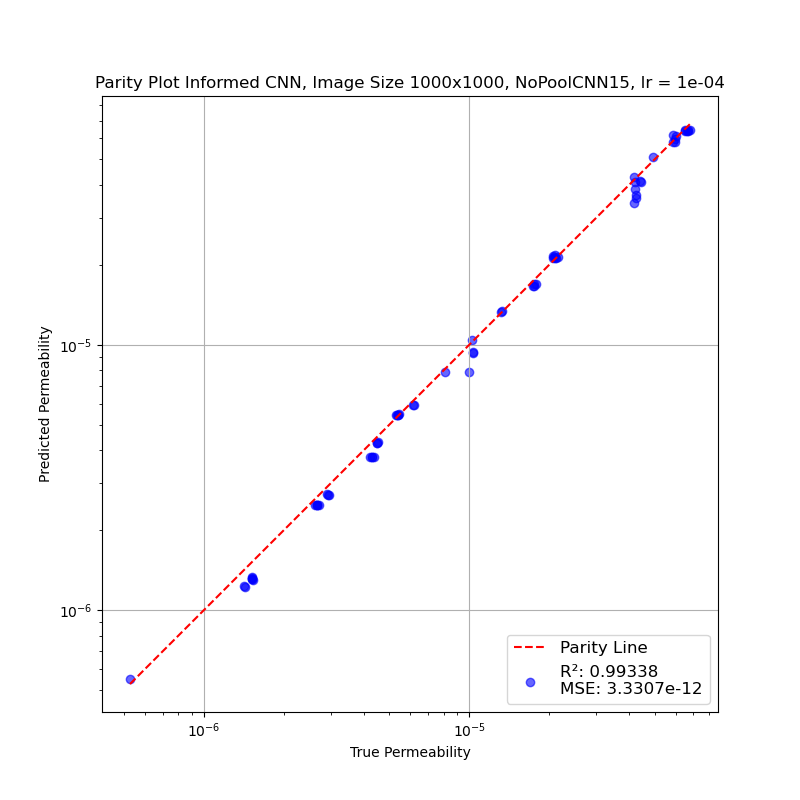 Parity Plot Informed CNN, Image Size 1000x1000, NoPoolCNN15, lr = 1e-04
Predicted Permeability
10⁻⁵
10⁻⁶
Parity Line
R²: 0.99338
MSE: 3.3307e-12
10⁻⁶
10⁻⁵
True Permeability